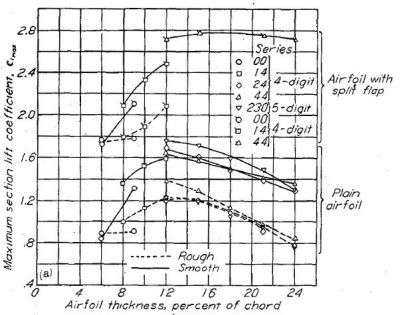 Maximum section lift coefficient, c l max
2.8
2.4
2.0
1.6
1.2
.8
.4
0 4 8 12 16 20 24 28
Airfoil thickness, percent of chord
Series
00
14
24 4-digit
44
230 5-digit
00
14 4-digit
44
Airfoil with
split flap
Plain
airfoil
Rough
Smooth
(a)